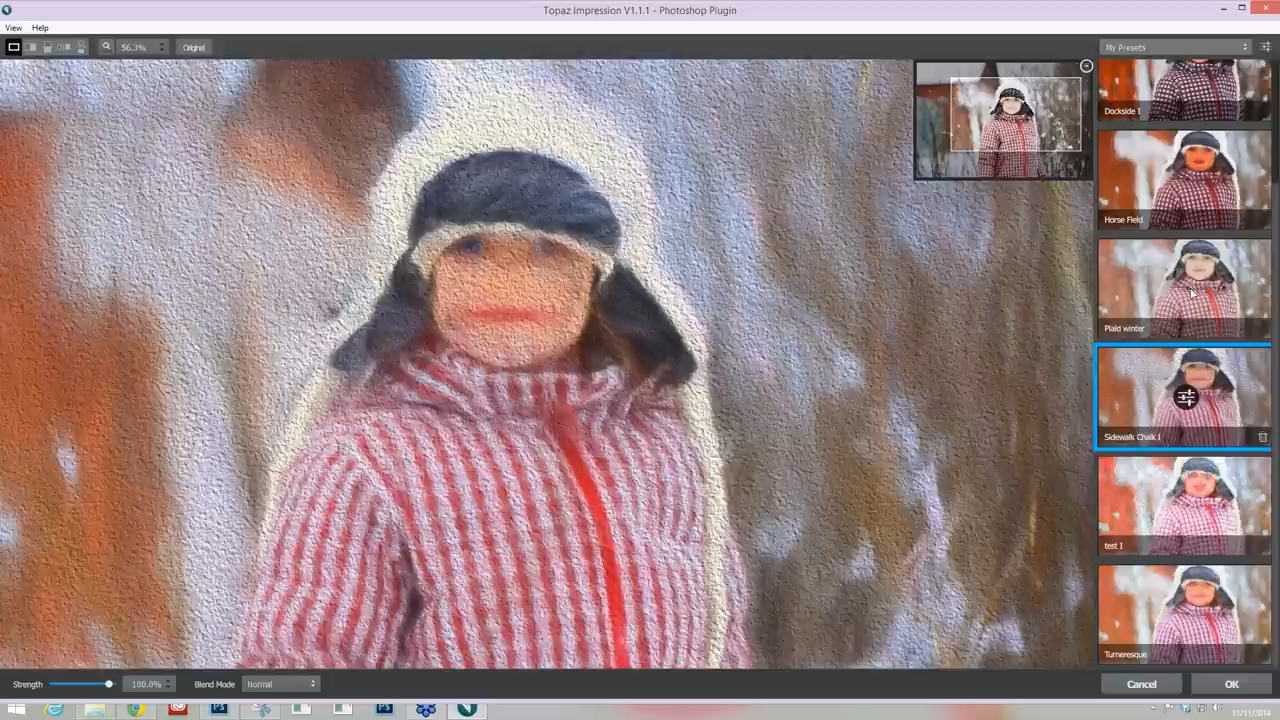 Topaz Impression V1.1.1 - Photoshop Plugin
View Help
56.3% Original
My Presets
Dockside I
Horse Field
Plaid winter
Sidewalk Chalk I
test I
Turneresque
Strength 100.0% Blend Mode Normal
Cancel OK
11/11/2014